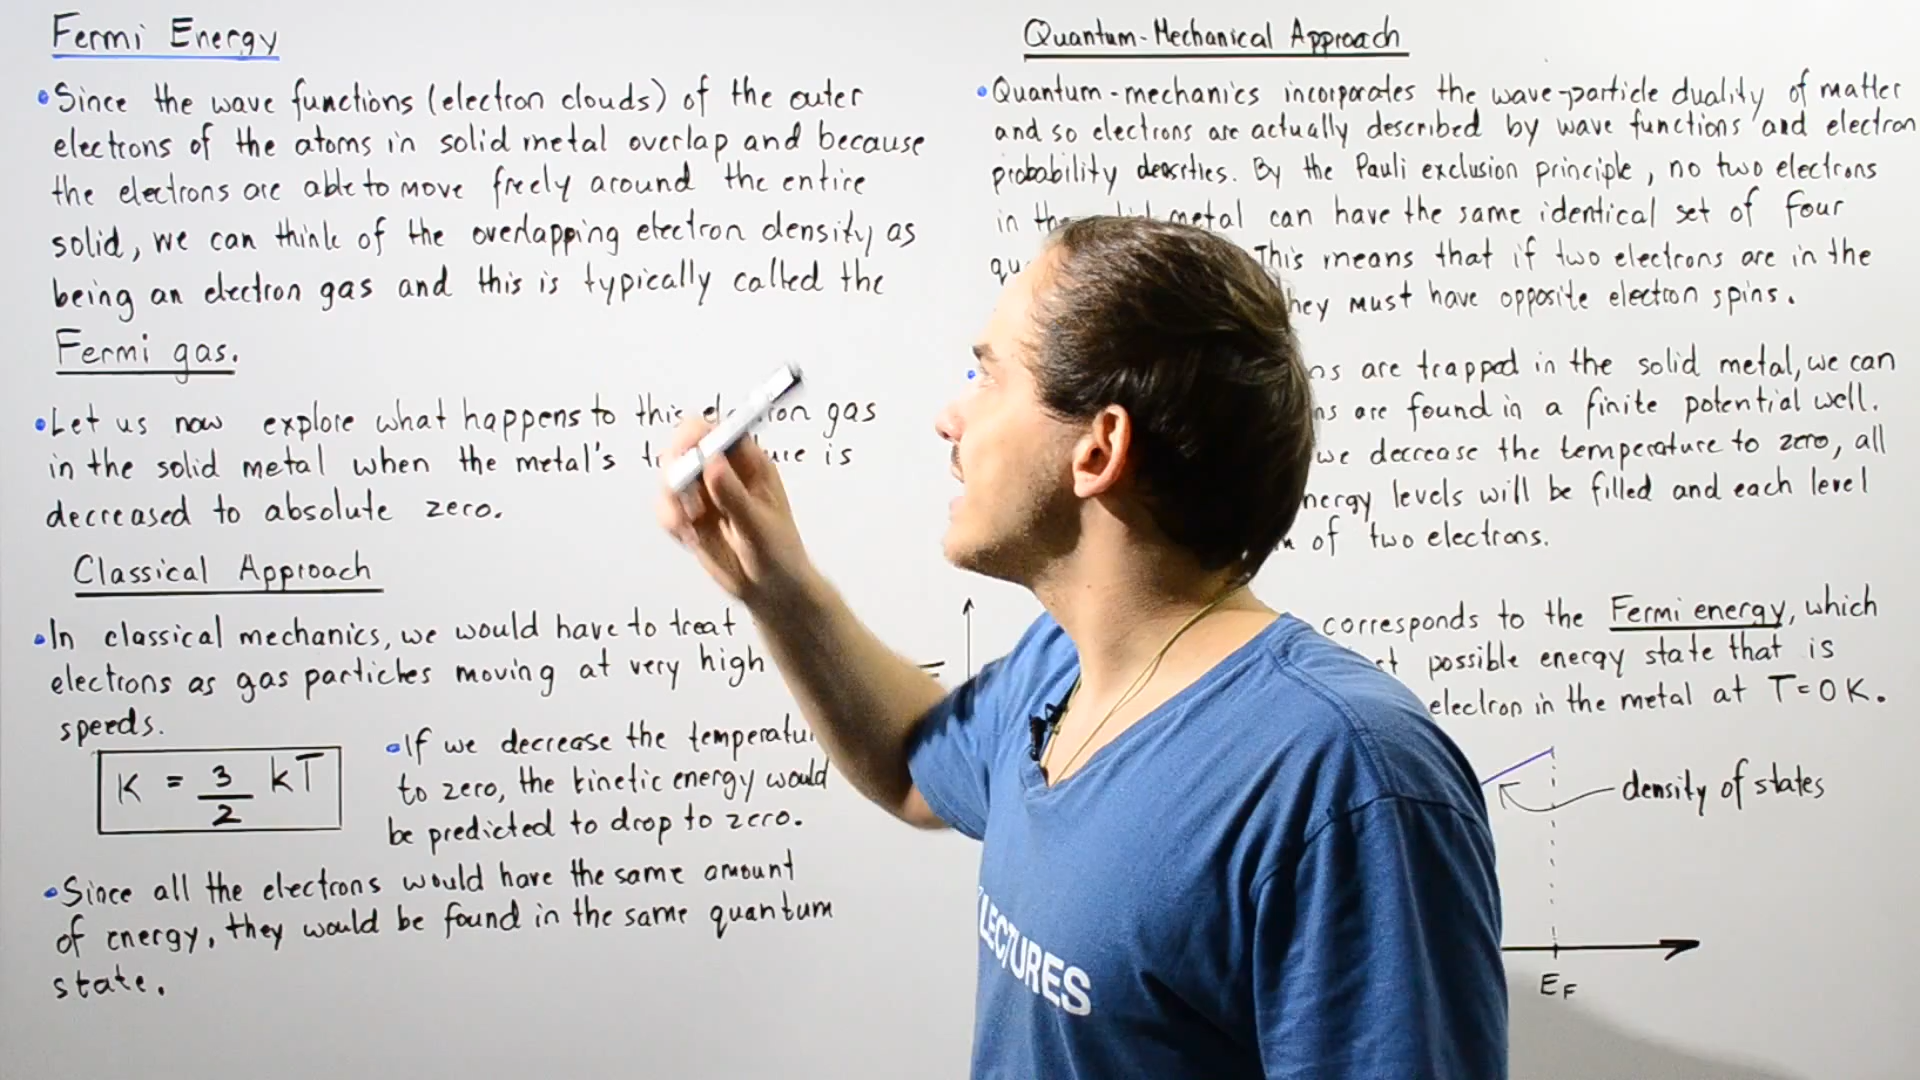 Fermi Energy
• Since the wave functions (electron clouds) of the outer
electrons of the atoms in solid metal overlap and because
the electrons are able to move freely around the entire
solid, we can think of the overlapping electron density as
being an electron gas and this is typically called the
Fermi gas.
• Let us now explore what happens to this gas
in the solid metal when the metal's is
decreased to absolute zero.
Classical Approach
• In classical mechanics, we would have to treat
electrons as gas particles moving at very high
speeds.
K = 3/2 kT
• If we decrease the
to zero, the kinetic energy would
be predicted to drop to zero.
• Since all the electrons would have the same amount
of energy, they would be found in the same quantum
state.
Quantum-Mechanical Approach
• Quantum-mechanics incorporates the wave-particle duality of matter
and so electrons are actually described by wave functions and electron
probability densities. By the Pauli exclusion principle, no two electrons
in metal can have the same identical set of four
This means that if two electrons are in the
must have opposite electron spins.
are trapped in the solid metal, we can
are found in a finite potential well.
we decrease the temperature to zero, all
levels will be filled and each level
of two electrons.
corresponds to the Fermi energy, which
possible energy state that is
electron in the metal at T=0K.
density of states
EF
LECTURES